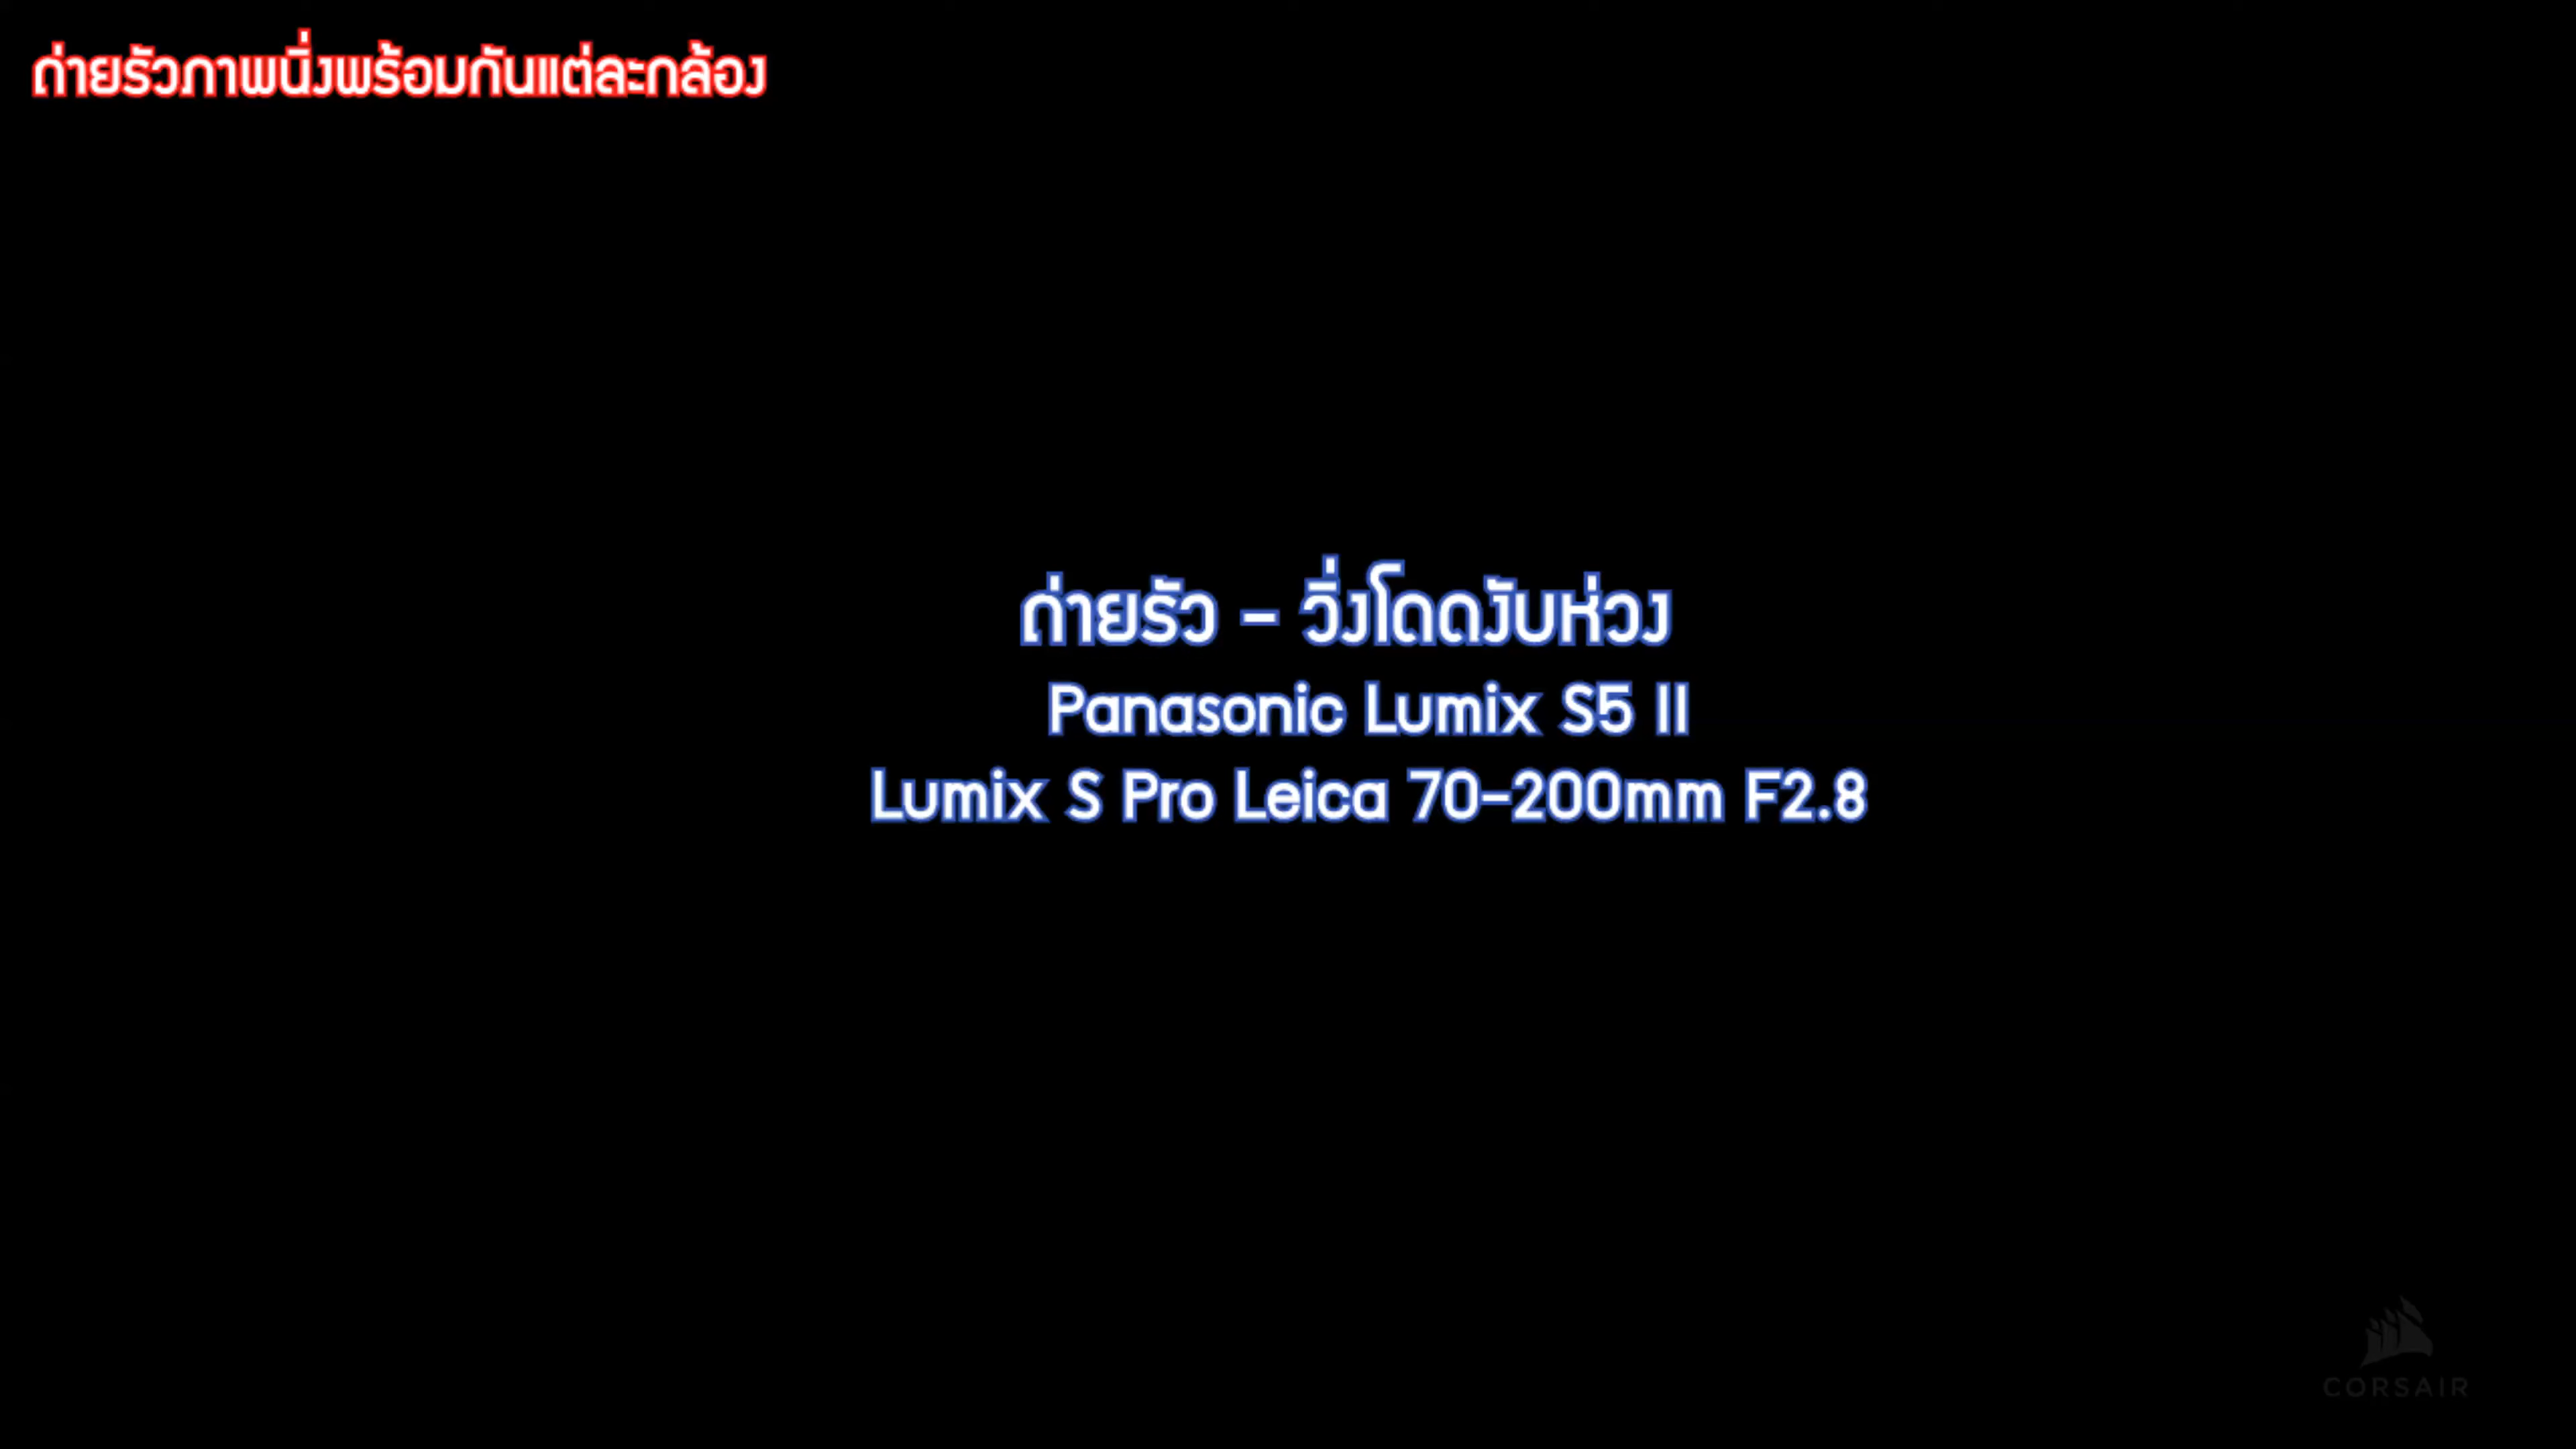 ถ่ายรัวภาพนิ่งพร้อมกันแต่ละกล้อง
ถ่ายรัว - วิ่งโดดงับห่วง
Panasonic Lumix S5 II
Lumix S Pro Leica 70-200mm F2.8
CORSAIR